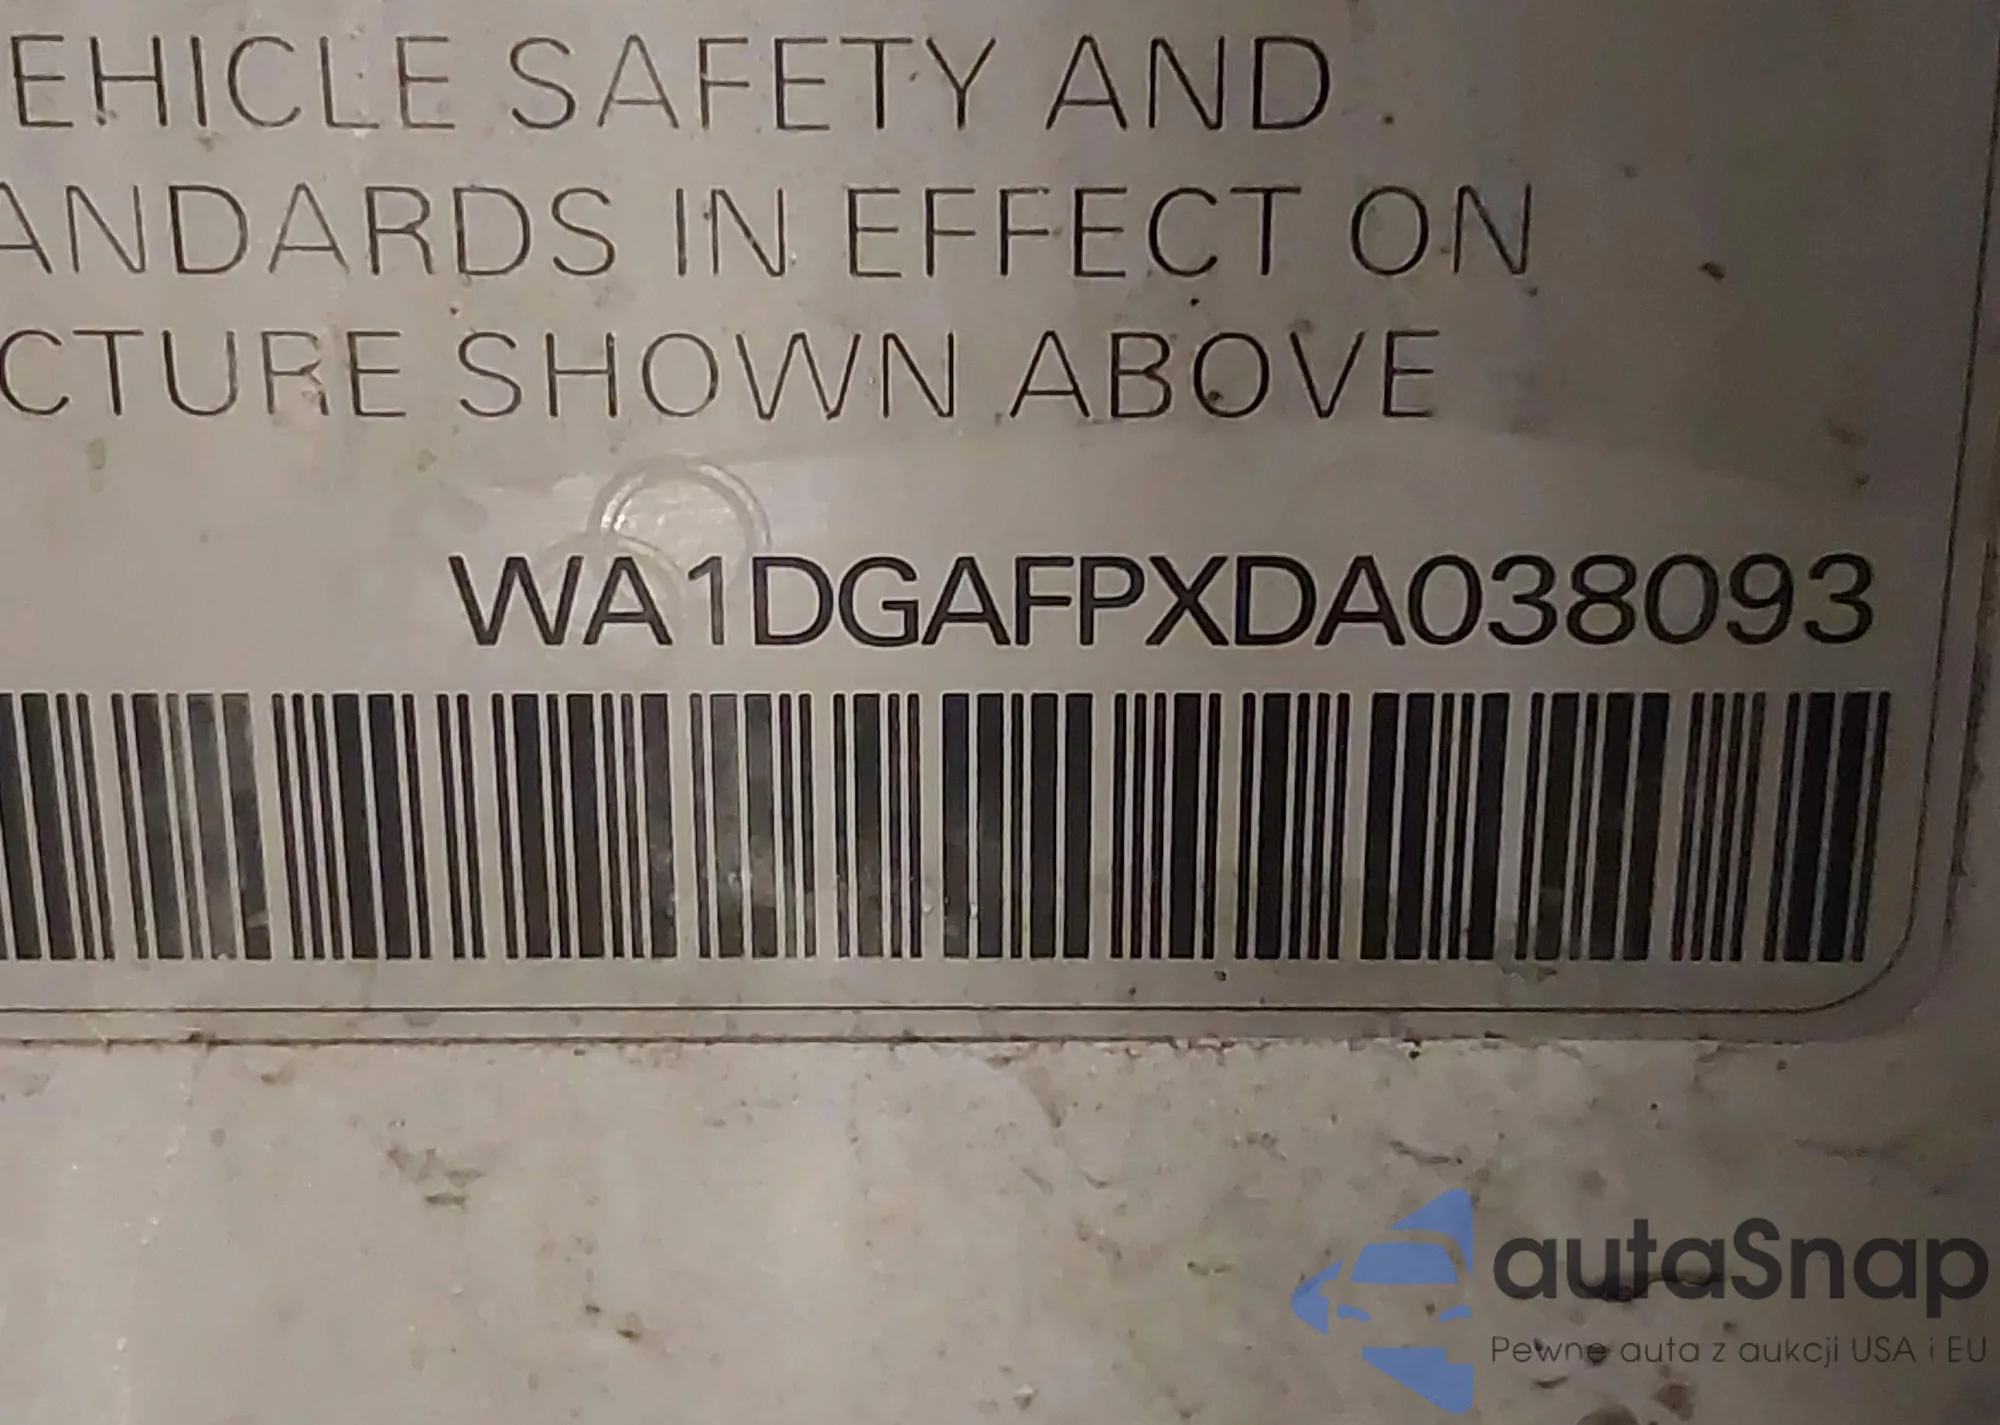 EHICLE SAFETY AND
ANDARDS IN EFFECT ON
CTURE SHOWN ABOVE
WA1DGAFPXDA038093
autaSnap
Pewne auta z aukcji USA i EU